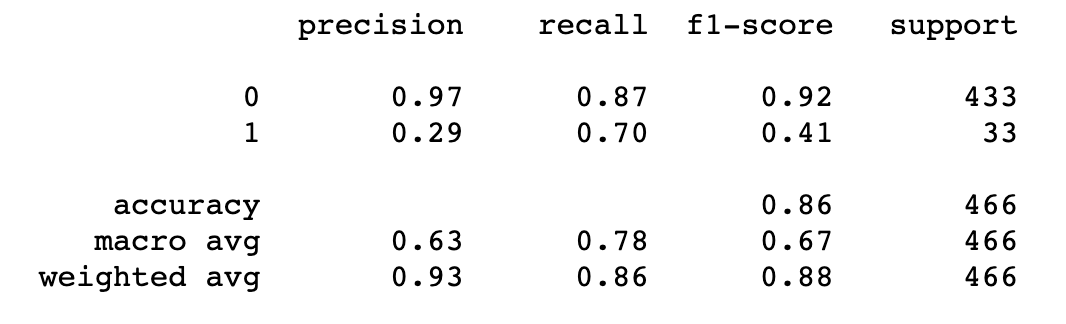 precision recall f1-score support
0 0.97 0.87 0.92 433
1 0.29 0.70 0.41 33
accuracy 0.86 466
macro avg 0.63 0.78 0.67 466
weighted avg 0.93 0.86 0.88 466